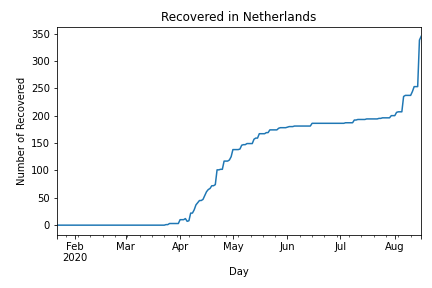 Recovered in Netherlands
Number of Recovered
350
300
250
200
150
100
50
0
Feb
2020
Mar
Apr
May
Jun
Jul
Aug
Day